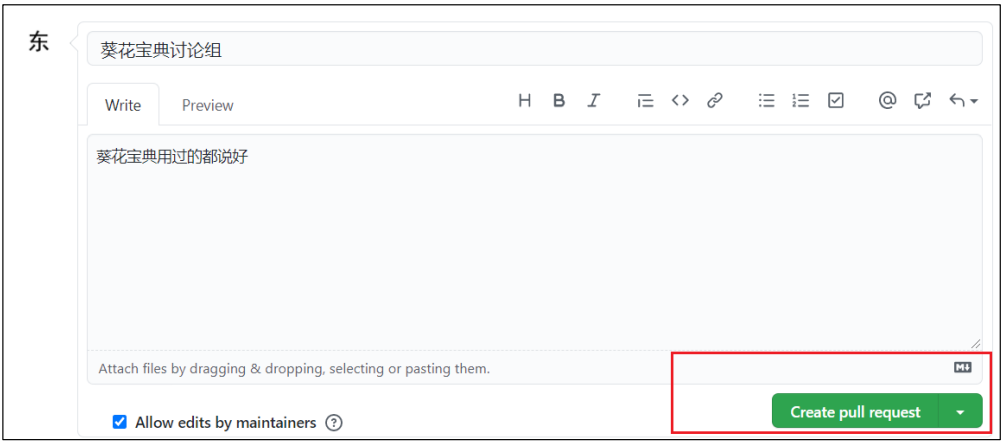 东
葵花宝典讨论组
Write Preview H B I @
葵花宝典用过的都说好
Attach files by dragging & dropping, selecting or pasting them.
Allow edits by maintainers
Create pull request